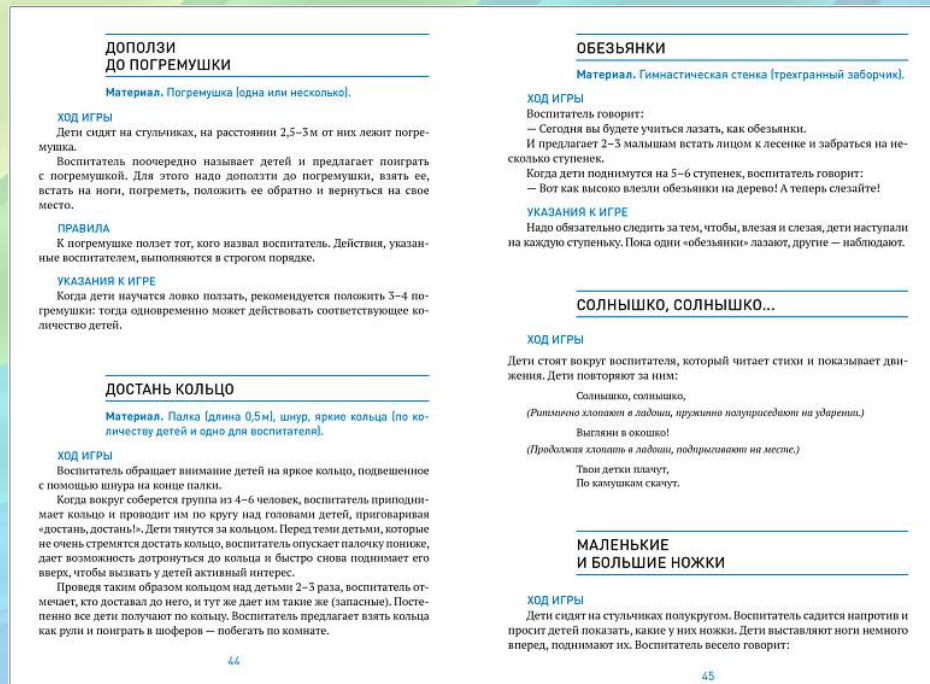 ДОПОЛЗИ
ДО ПОГРЕМУШКИ
Материал. Погремушка (одна или несколько).
ХОД ИГРЫ
Дети сидят на стульчиках, на расстоянии 2,5–3 м от них лежит погре-
мушка.
Воспитатель поочередно называет детей и предлагает поиграть
с погремушкой. Для этого надо доползти до погремушки, взять ее,
встать на ноги, погреметь, положить ее обратно и вернуться на свое
место.
ПРАВИЛА
К погремушке ползет тот, кого назвал воспитатель. Действия, указан-
ные воспитателем, выполняются в строгом порядке.
УКАЗАНИЯ К ИГРЕ
Когда дети научатся ловко ползать, рекомендуется положить 3–4 по-
гремушки: тогда одновременно может действовать соответствующее ко-
личество детей.
ДОСТАНЬ КОЛЬЦО
Материал. Палка (длина 0,5 м), шнур, яркие кольца (по ко-
личеству детей и одно для воспитателя).
ХОД ИГРЫ
Воспитатель обращает внимание детей на яркое кольцо, подвешенное
с помощью шнура на конце палки.
Когда вокруг соберется группа из 4–6 человек, воспитатель приподни-
мает кольцо и проводит им по кругу над головами детей, приговаривая
«достань, достань!». Дети тянутся за кольцом. Перед теми детьми, которые
не очень стремятся достать кольцо, воспитатель опускает палочку пониже,
дает возможность дотронуться до кольца и быстро снова поднимает его
вверх, чтобы вызвать у детей активный интерес.
Проведя таким образом кольцом над детьми 2–3 раза, воспитатель от-
мечает, кто доставал до него, и тут же дает им такие же (запасные). Посте-
пенно все дети получают по кольцу. Воспитатель предлагает взять кольца
как рули и поиграть в шоферов — побегать по комнате.
44
ОБЕЗЬЯНКИ
Материал. Гимнастическая стенка (трехгранный заборчик).
ХОД ИГРЫ
Воспитатель говорит:
— Сегодня вы будете учиться лазать, как обезьянки.
И предлагает 2–3 малышам встать лицом к лесенке и забраться на не-
сколько ступенек.
Когда дети поднимутся на 5–6 ступенек, воспитатель говорит:
— Вот как высоко влезли обезьянки на дерево! А теперь слезайте!
УКАЗАНИЯ К ИГРЕ
Надо обязательно следить за тем, чтобы, влезая и слезая, дети наступали
на каждую ступеньку. Пока одни «обезьянки» лазают, другие — наблюдают.
СОЛНЫШКО, СОЛНЫШКО...
ХОД ИГРЫ
Дети стоят вокруг воспитателя, который читает стихи и показывает дви-
жения. Дети повторяют за ним:
Солнышко, солнышко,
(Ритмично хлопают в ладоши, пружинно полуприседают на ударения.)
Выгляни в окошко!
(Продолжая хлопать в ладоши, подпрыгивают на месте.)
Твои детки плачут,
По камушкам скачут.
МАЛЕНЬКИЕ
И БОЛЬШИЕ НОЖКИ
ХОД ИГРЫ
Дети сидят на стульчиках полукругом. Воспитатель садится напротив и
просит детей показать, какие у них ножки. Дети выставляют ноги немного
вперед, поднимают их. Воспитатель весело говорит:
45